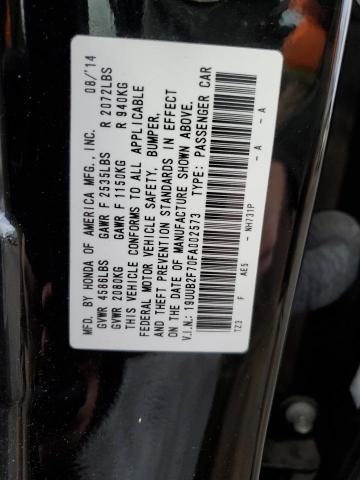 MFD. BY HONDA OF AMERICA MFG., INC. 08/'14
GVWR 4586LBS GAWR F 2535LBS R 2072LBS
GVWR 2080KG GAWR F 1150KG R 940KG
THIS VEHICLE CONFORMS TO ALL APPLICABLE
FEDERAL MOTOR VEHICLE SAFETY, BUMPER,
AND THEFT PREVENTION STANDARDS IN EFFECT
ON THE DATE OF MANUFACTURE SHOWN ABOVE.
V.I.N.: 19UUB2F70FA002573 TYPE: PASSENGER CAR
TZ3 F AE5 - NH731P - A - A